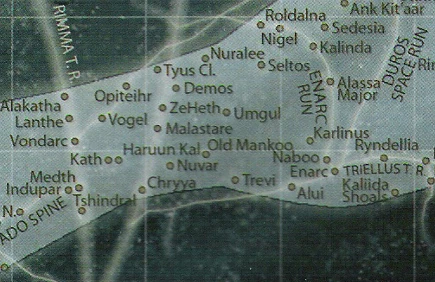 Ank Kit'aar
Roldalna
Sedesia
RIMMA T. R.
Nigel
Kalinda
DUROS
SPACE RUN
Nuralee
Seltos
Tyus Cl.
ENARC
RUN
Alassa
Major
Demos
Opiteihr
Alakatha
Lanthe
Vogel
ZeHeth
Umgul
Malastare
Vondarc
Karlinus
Haruun Kal
Old Mankoo
Kath
Naboo
Ryndellia
Nuvar
Enarc
TRIELLUS T. R.
Medth
Indupar
Chryya
Trevi
Alui
Kaliida
Shoals
Tshindral
N.
ADO SPINE